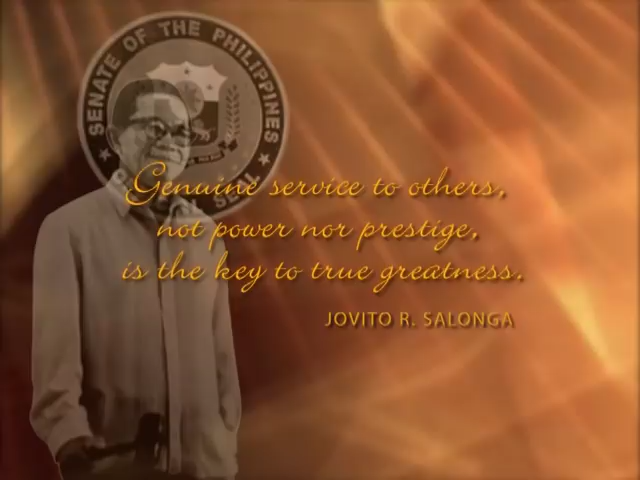 SENATE OF THE PHILIPPINES
SEAL
Genuine service to others,
not power nor prestige,
is the key to true greatness.
JOVITO R. SALONGA